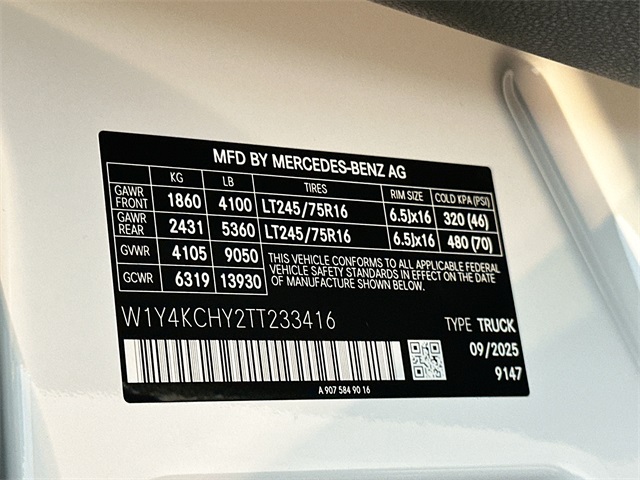 MFD BY MERCEDES-BENZ AG
KG LB TIRES RIM SIZE COLD KPA (PSI)
GAWR FRONT 1860 4100 LT245/75R16 6.5Jx16 320 (46)
GAWR REAR 2431 5360 LT245/75R16 6.5Jx16 480 (70)
GVWR 4105 9050
GCWR 6319 13930
THIS VEHICLE CONFORMS TO ALL APPLICABLE FEDERAL
VEHICLE SAFETY STANDARDS IN EFFECT ON THE DATE
OF MANUFACTURE SHOWN ABOVE.
W1Y4KCHY2TT233416
TYPE TRUCK
09/2025
9147
A 907 584 90 16